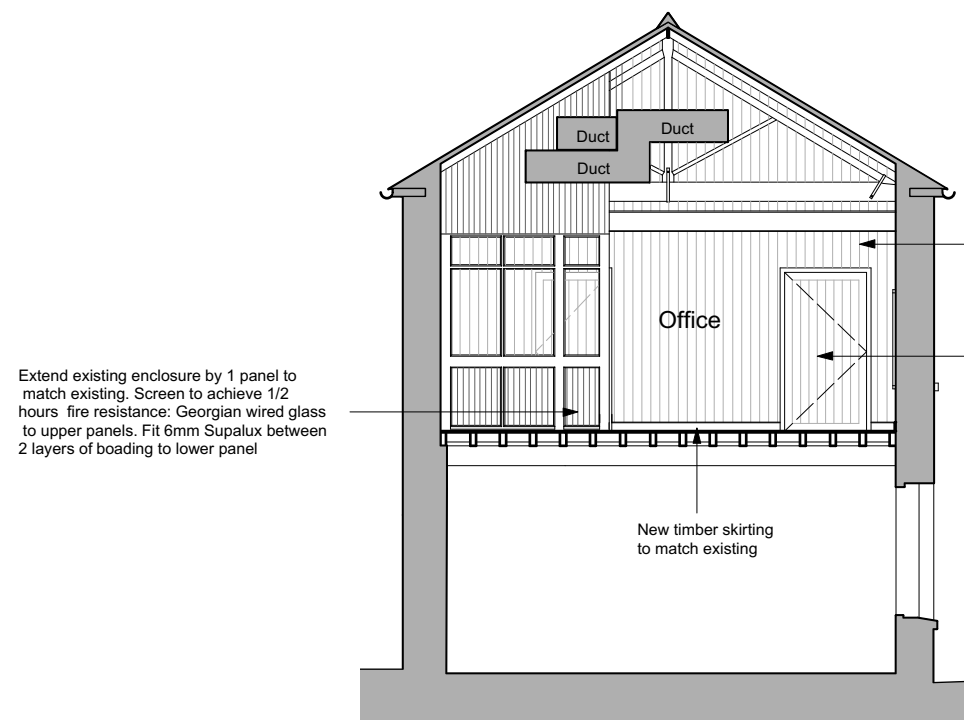 Duct
Duct
Duct
Office
Extend existing enclosure by 1 panel to
match existing. Screen to achieve 1/2
hours fire resistance: Georgian wired glass
to upper panels. Fit 6mm Supalux between
2 layers of boading to lower panel
New timber skirting
to match existing